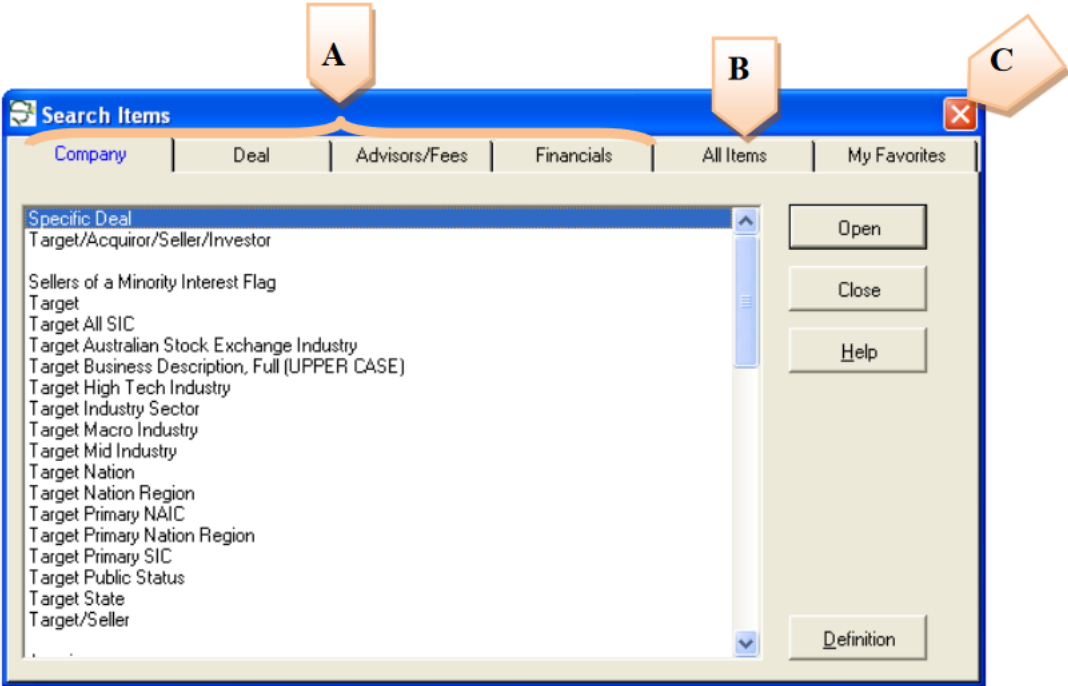 A
B
C
Search Items
Company Deal Advisors/Fees Financials All Items My Favorites
Specific Deal
Target/Acquiror/Seller/Investor
Sellers of a Minority Interest Flag
Target
Target All SIC
Target Australian Stock Exchange Industry
Target Business Description, Full (UPPER CASE)
Target High Tech Industry
Target Industry Sector
Target Macro Industry
Target Mid Industry
Target Nation
Target Nation Region
Target Primary NAIC
Target Primary Nation Region
Target Primary SIC
Target Public Status
Target State
Target/Seller
Open
Close
Help
Definition